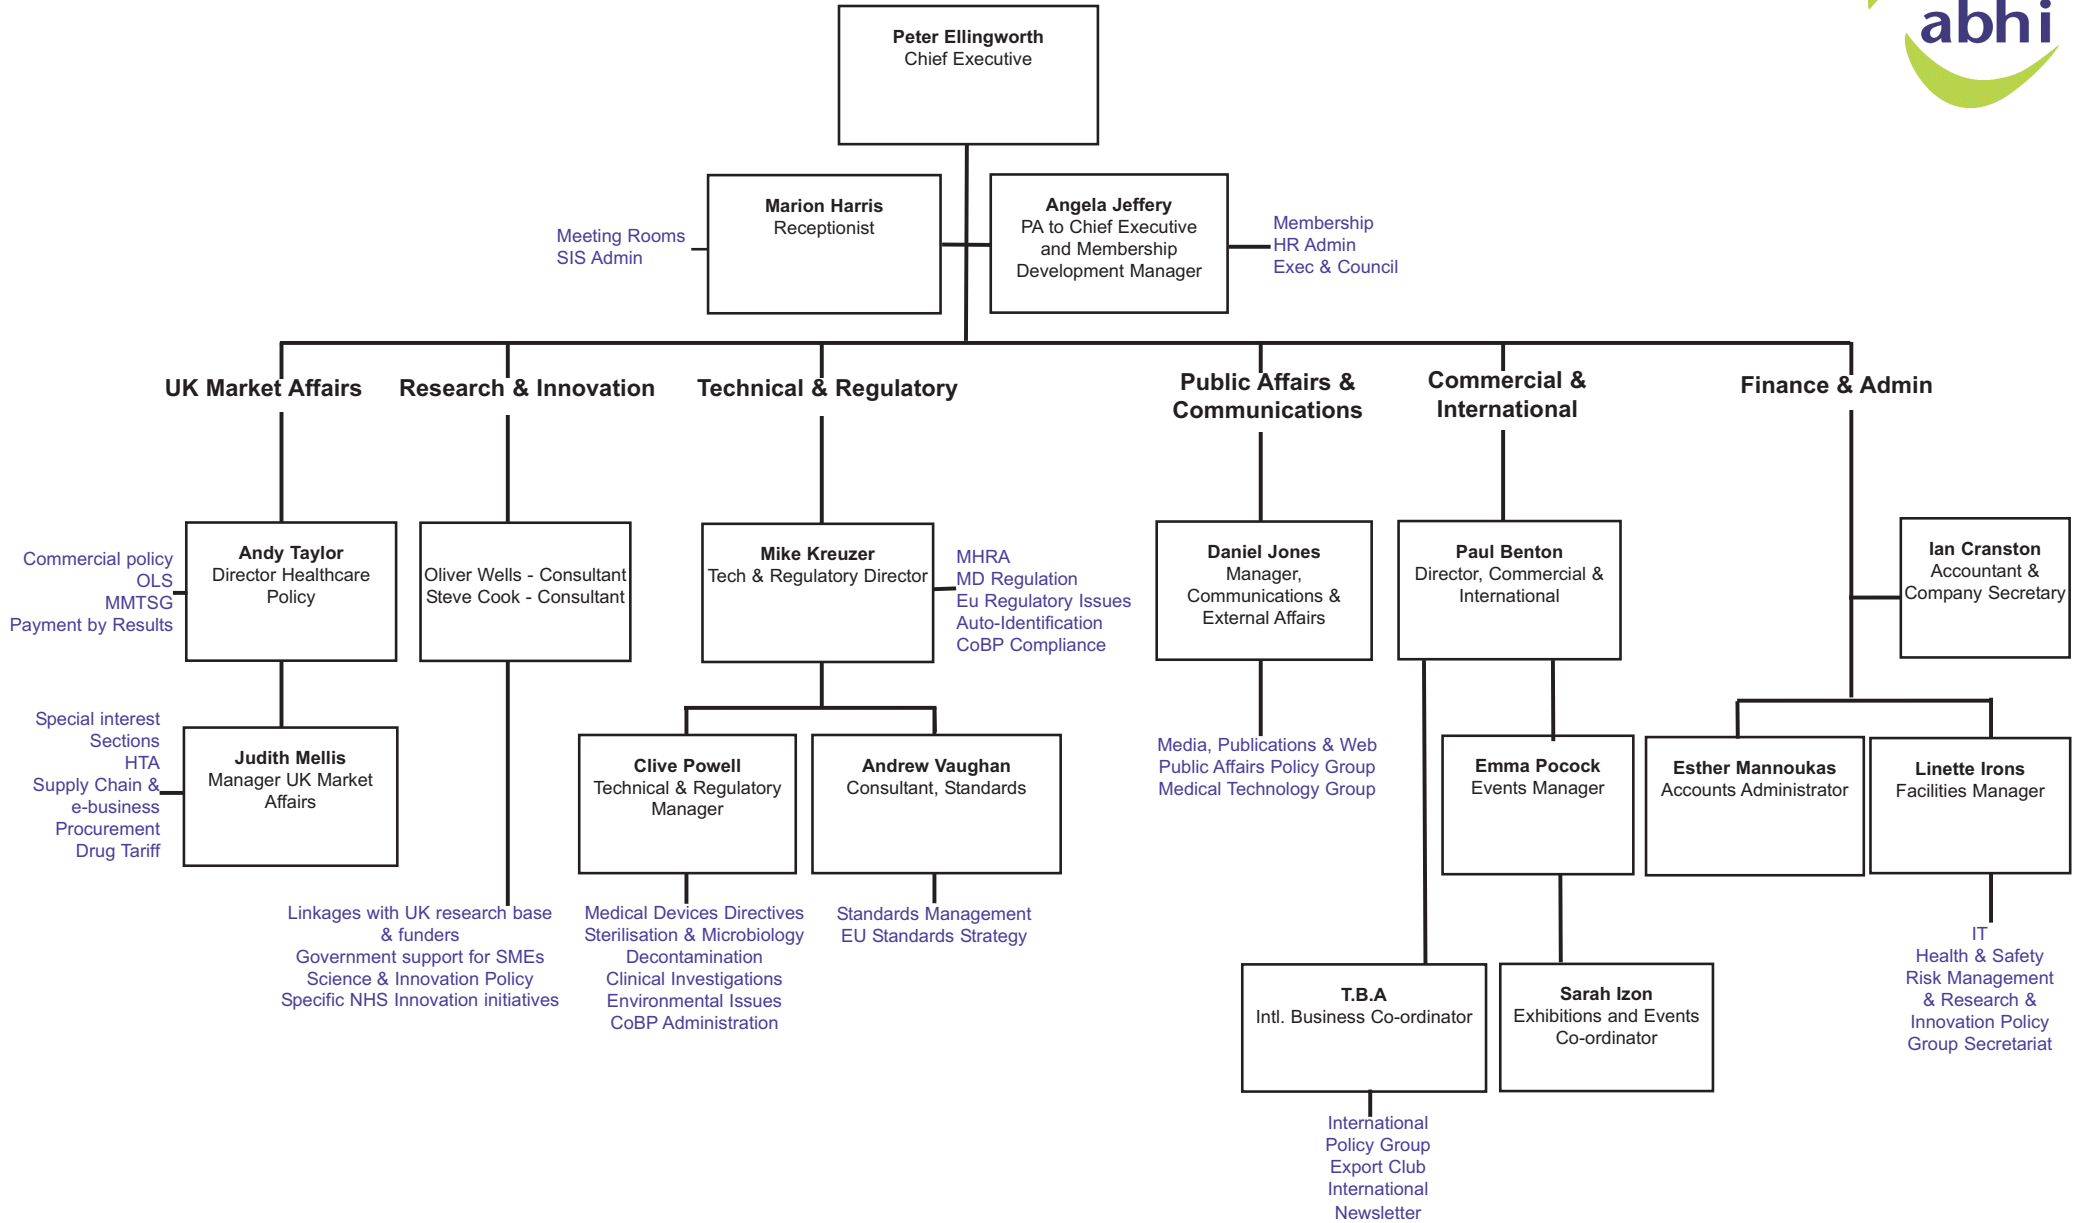 abhi
Peter Ellingworth
Chief Executive
Marion Harris
Receptionist
Meeting Rooms
SIS Admin
Angela Jeffery
PA to Chief Executive
and Membership
Development Manager
Membership
HR Admin
Exec & Council
UK Market Affairs
Research & Innovation
Technical & Regulatory
Public Affairs &
Communications
Commercial &
International
Finance & Admin
Commercial policy
OLS
MMTSG
Payment by Results
Andy Taylor
Director Healthcare
Policy
Oliver Wells - Consultant
Steve Cook - Consultant
Mike Kreuzer
Tech & Regulatory Director
MHRA
MD Regulation
Eu Regulatory Issues
Auto-Identification
CoBP Compliance
Daniel Jones
Manager,
Communications &
External Affairs
Paul Benton
Director, Commercial &
International
Ian Cranston
Accountant &
Company Secretary
Special interest
Sections
HTA
Supply Chain &
e-business
Procurement
Drug Tariff
Judith Mellis
Manager UK Market
Affairs
Clive Powell
Technical & Regulatory
Manager
Andrew Vaughan
Consultant, Standards
Media, Publications & Web
Public Affairs Policy Group
Medical Technology Group
Emma Pocock
Events Manager
Esther Mannoukas
Accounts Administrator
Linette Irons
Facilities Manager
Linkages with UK research base
& funders
Government support for SMEs
Science & Innovation Policy
Specific NHS Innovation initiatives
Medical Devices Directives
Sterilisation & Microbiology
Decontamination
Clinical Investigations
Environmental Issues
CoBP Administration
Standards Management
EU Standards Strategy
T.B.A
Intl. Business Co-ordinator
Sarah Izon
Exhibitions and Events
Co-ordinator
IT
Health & Safety
Risk Management
& Research &
Innovation Policy
Group Secretariat
International
Policy Group
Export Club
International
Newsletter